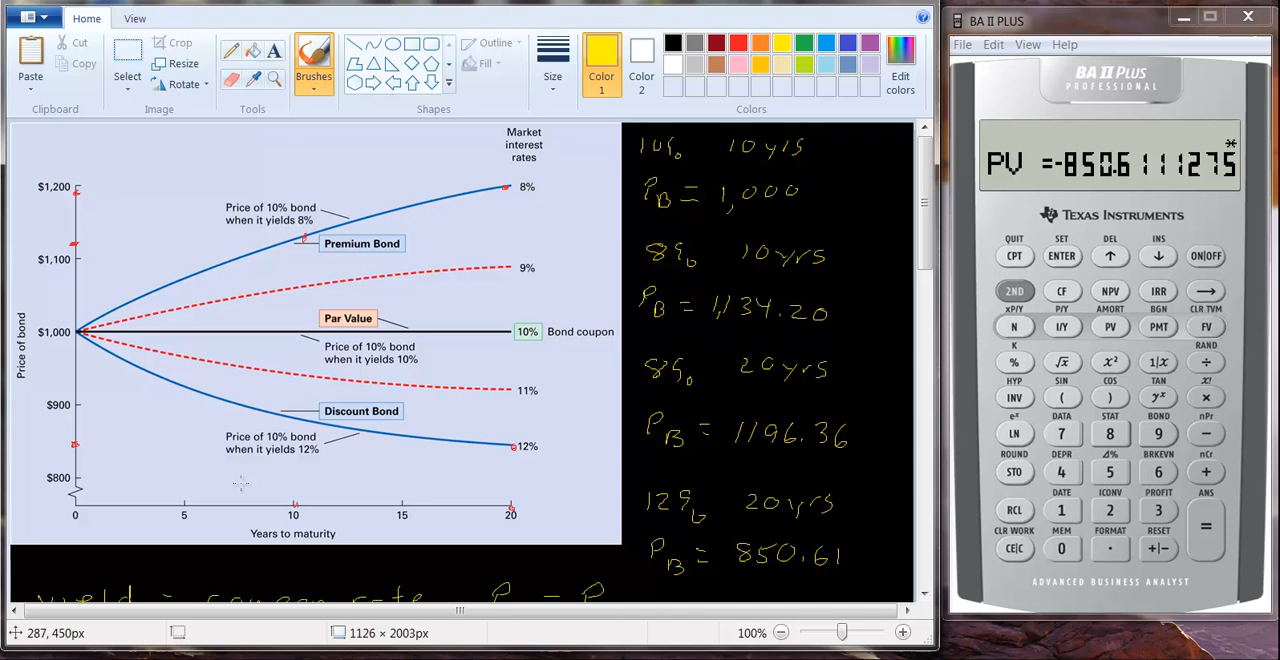 Home
View
Paste
Cut
Copy
Clipboard
Select
Crop
Resize
Rotate
Image
A
Tools
Brushes
Outline
Fill
Shapes
Size
Color 1
Color 2
Edit colors
Colors
Market interest rates
$1,200
$1,100
$1,000
$900
$800
8%
9%
10%
Bond coupon
11%
12%
Price of 10% bond
when it yields 8%
Premium Bond
Par Value
Price of 10% bond
when it yields 10%
Discount Bond
Price of 10% bond
when it yields 12%
Price of bond
0 5 10 15 20
Years to maturity
10% 10 yrs
PB = 1,000
8% 10 yrs
PB = 1,134.20
8% 20 yrs
PB = 1196.36
12% 20 yrs
PB = 850.61
287, 450px
1126 × 2003px
100%
BA II PLUS
File Edit View Help
BA II PLUS
PROFESSIONAL
PV =-850.6111275
TEXAS INSTRUMENTS
QUIT SET DEL INS
CPT ENTER ↑ ↓ ON|OFF
2ND CF NPV IRR →
xP/Y P/Y AMORT BGN CLR TVM
N I/Y PV PMT FV
K RAND
% √x x² 1/x ÷
HYP SIN COS TAN x!
INV ( ) yˣ ×
eˣ DATA STAT BOND nPr
LN 7 8 9 −
ROUND DEPR Δ% BRKEVN nCr
STO 4 5 6 +
DATE ICONV PROFIT ANS
RCL 1 2 3 =
CLR WORK MEM FORMAT RESET
CE|C 0 . +|−
ADVANCED BUSINESS ANALYST